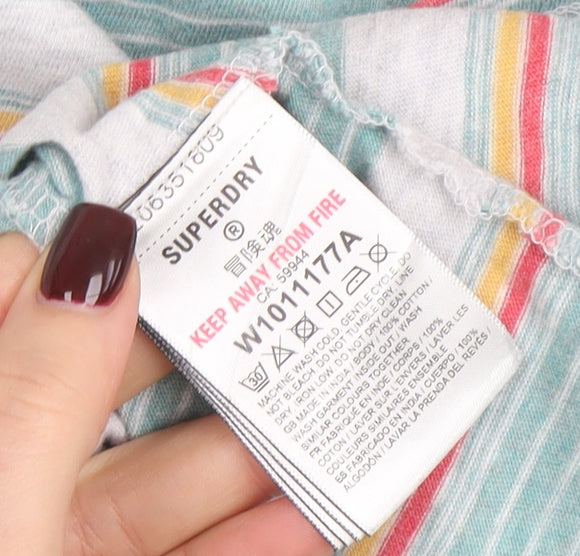 06351809
SUPERDRY
®
冒険魂
KEEP AWAY FROM FIRE
CA: 59944
W1011177A
30
MACHINE WASH COLD, GENTLE CYCLE. DO
NOT BLEACH DO NOT TUMBLE DRY. LINE
DRY. IRON LOW DO NOT DRY CLEAN
GB MADE IN INDIA/ BODY/ 100% COTTON/
WASH GARMENT INSIDE OUT/ WASH
SIMILAR COLOURS TOGETHER
FR FABRIQUÉ EN INDE/ CORPS/ 100%
COTON/ LAVER SUR L'ENVERS/ LAVER LES
COULEURS SIMILAIRES ENSEMBLE
ES FABRICADO EN INDIA/ CUERPO/ 100%
ALGODÓN/ LAVAR LA PRENDA DEL REVÉS/